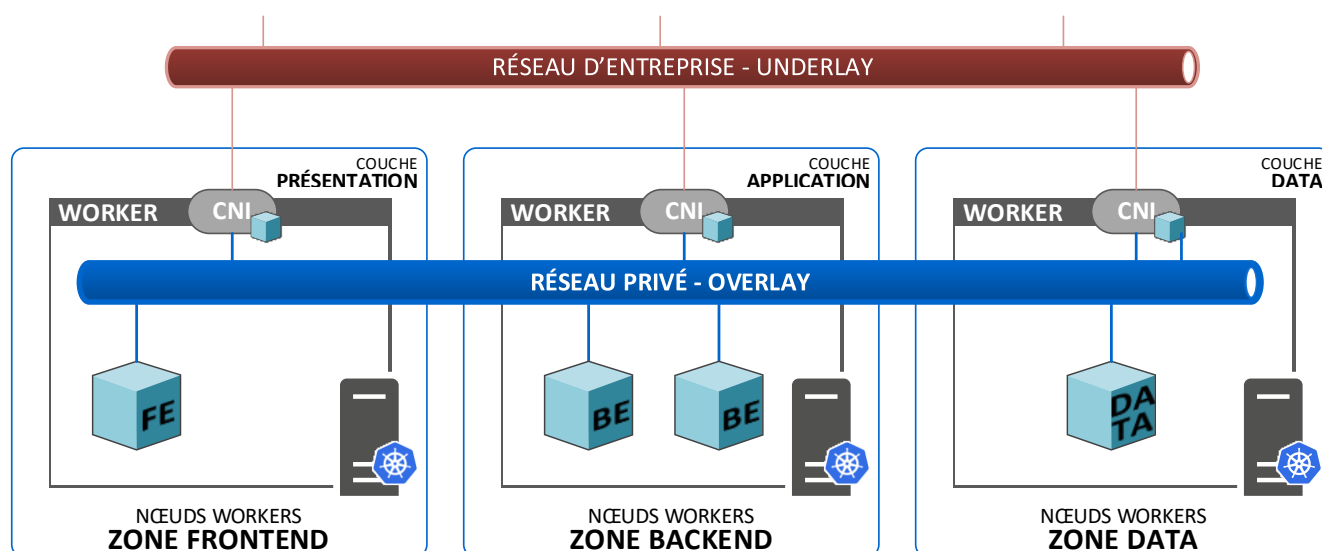 RÉSEAU D’ENTREPRISE - UNDERLAY
COUCHE
PRÉSENTATION
WORKER
CNI
COUCHE
APPLICATION
WORKER
CNI
COUCHE
DATA
WORKER
CNI
RÉSEAU PRIVÉ - OVERLAY
FE
BE
BE
DA
TA
NŒUDS WORKERS
ZONE FRONTEND
NŒUDS WORKERS
ZONE BACKEND
NŒUDS WORKERS
ZONE DATA